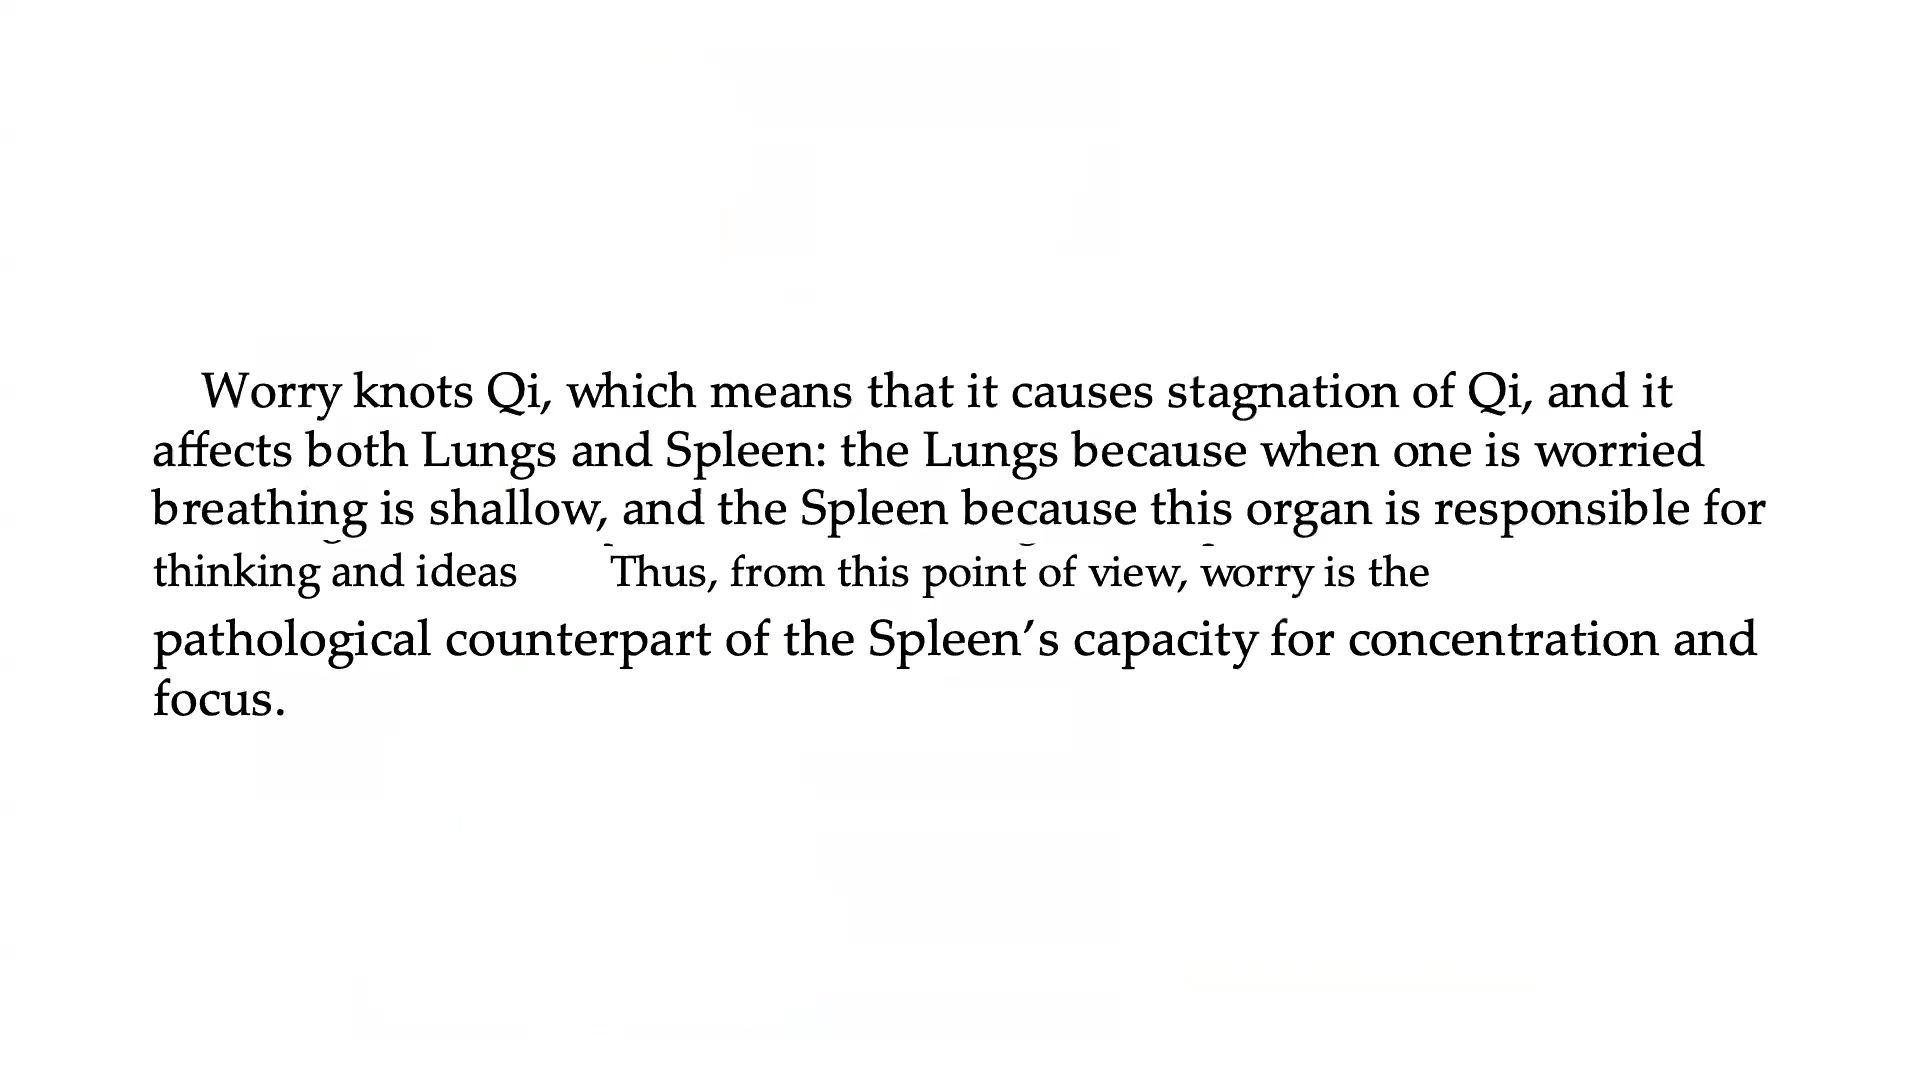 Worry knots Qi, which means that it causes stagnation of Qi, and it
affects both Lungs and Spleen: the Lungs because when one is worried
breathing is shallow, and the Spleen because this organ is responsible for
thinking and ideas Thus, from this point of view, worry is the
pathological counterpart of the Spleen’s capacity for concentration and
focus.